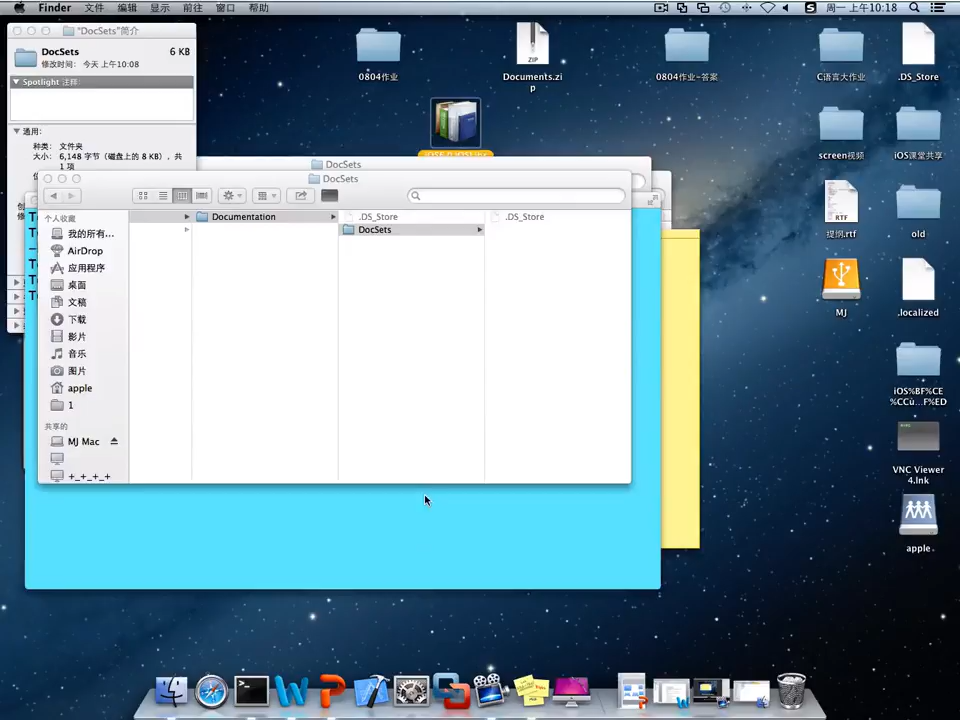 Finder 文件 编辑 显示 前往 窗口 帮助
周一 上午10:18
"DocSets"简介
DocSets 6 KB
修改时间: 今天 上午10:08
Spotlight 注释:
通用:
种类: 文件夹
大小: 6,148 字节（磁盘上的 8 KB），共
1 项
DocSets
DocSets
个人收藏
我的所有...
AirDrop
应用程序
桌面
文稿
下载
影片
音乐
图片
apple
1
共享的
MJ Mac
+_+_+_+
Documentation
.DS_Store
DocSets
.DS_Store
0804作业
ZIP
Documents.zi
p
0804作业-答案
C语言大作业
.DS_Store
screen视频
iOS课堂共享
RTF
提纲.rtf
old
MJ
.localized
iOS%BF%CE
VNC Viewer
4.lnk
apple